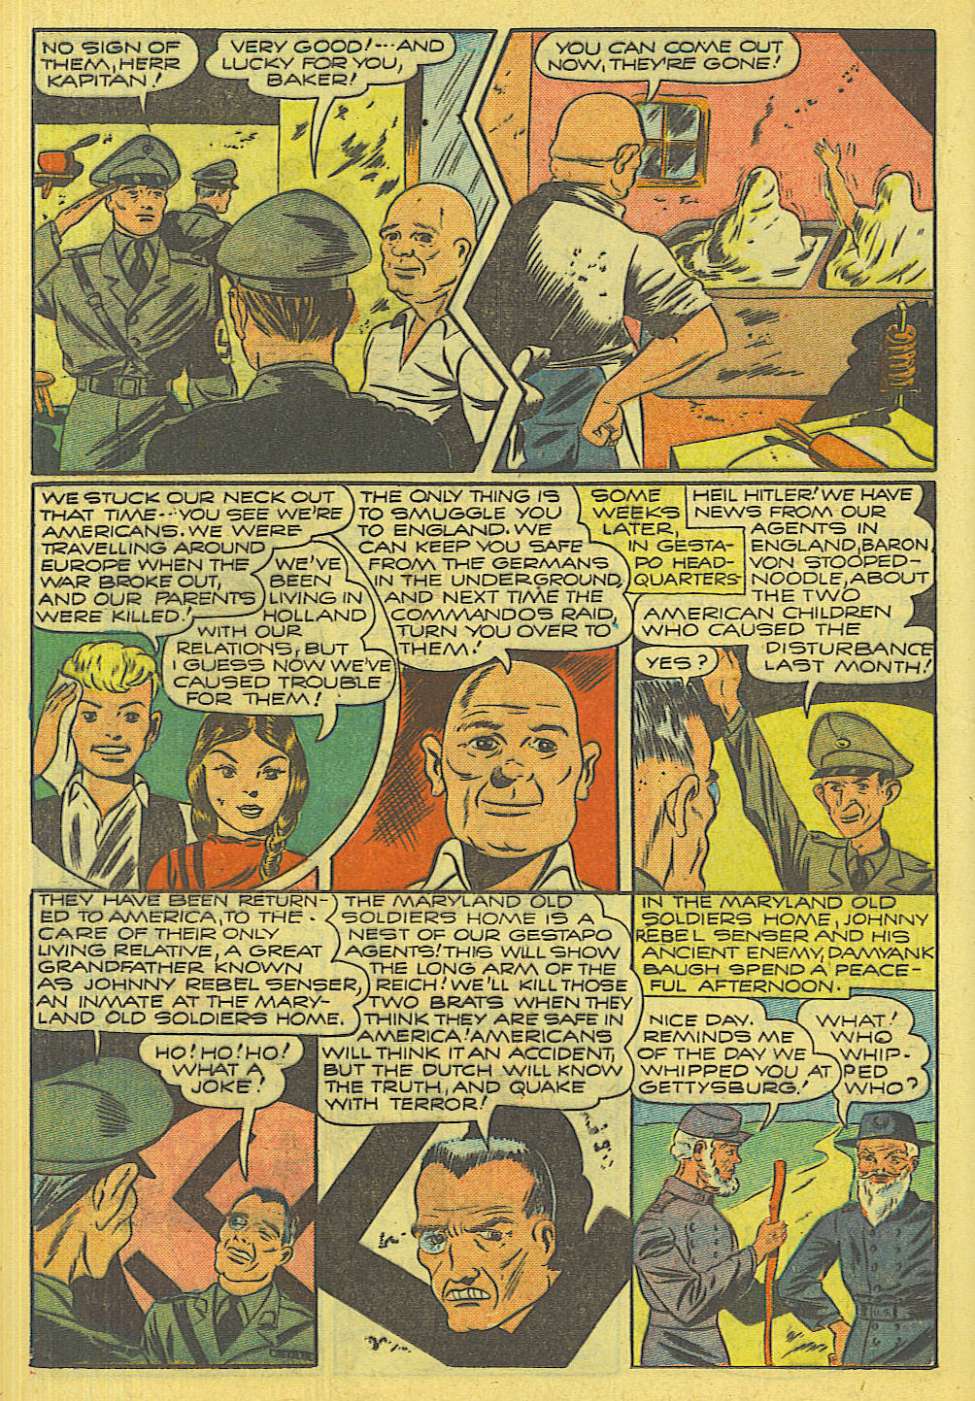 NO SIGN OF
THEM, HERR
KAPITAN!
VERY GOOD!---AND
LUCKY FOR YOU,
BAKER!
YOU CAN COME OUT
NOW, THEY'RE GONE!
WE STUCK OUR NECK OUT
THAT TIME--YOU SEE WE'RE
AMERICANS. WE WERE
TRAVELLING AROUND
EUROPE WHEN THE
WAR BROKE OUT,
AND OUR PARENTS
WERE KILLED!
WE'VE
BEEN
LIVING IN
HOLLAND
WITH OUR
RELATIONS, BUT
I GUESS NOW WE'VE
CAUSED TROUBLE
FOR THEM!
THE ONLY THING IS
TO SMUGGLE YOU
TO ENGLAND. WE
CAN KEEP YOU SAFE
FROM THE GERMANS
IN THE UNDERGROUND,
AND NEXT TIME THE
COMMANDOS RAID,
TURN YOU OVER TO
THEM!
SOME
WEEKS
LATER,
IN GESTA-
PO HEAD-
QUARTERS-
HEIL HITLER! WE HAVE
NEWS FROM OUR
AGENTS IN
ENGLAND, BARON
VON STOOPED-
NOODLE, ABOUT
THE TWO
AMERICAN CHILDREN
WHO CAUSED THE
DISTURBANCE
LAST MONTH!
YES?
THEY HAVE BEEN RETURN-
ED TO AMERICA, TO THE
CARE OF THEIR ONLY
LIVING RELATIVE, A GREAT
GRANDFATHER KNOWN
AS JOHNNY REBEL SENSER,
AN INMATE AT THE MARY-
LAND OLD SOLDIERS HOME.
HO! HO! HO!
WHAT A
JOKE!
THE MARYLAND OLD
SOLDIERS HOME IS A
NEST OF OUR GESTAPO
AGENTS! THIS WILL SHOW
THE LONG ARM OF THE
REICH! WE'LL KILL THOSE
TWO BRATS WHEN THEY
THINK THEY ARE SAFE IN
AMERICA! AMERICANS
WILL THINK IT AN ACCIDENT,
BUT THE DUTCH WILL KNOW
THE TRUTH, AND QUAKE
WITH TERROR!
IN THE MARYLAND OLD
SOLDIERS HOME, JOHNNY
REBEL SENSER AND HIS
ANCIENT ENEMY, DAMYANK
BAUGH SPEND A PEACE-
FUL AFTERNOON.
NICE DAY.
REMINDS ME
OF THE DAY WE
WHIPPED YOU AT
GETTYSBURG!
WHAT!
WHO
WHIP-
PED
WHO?